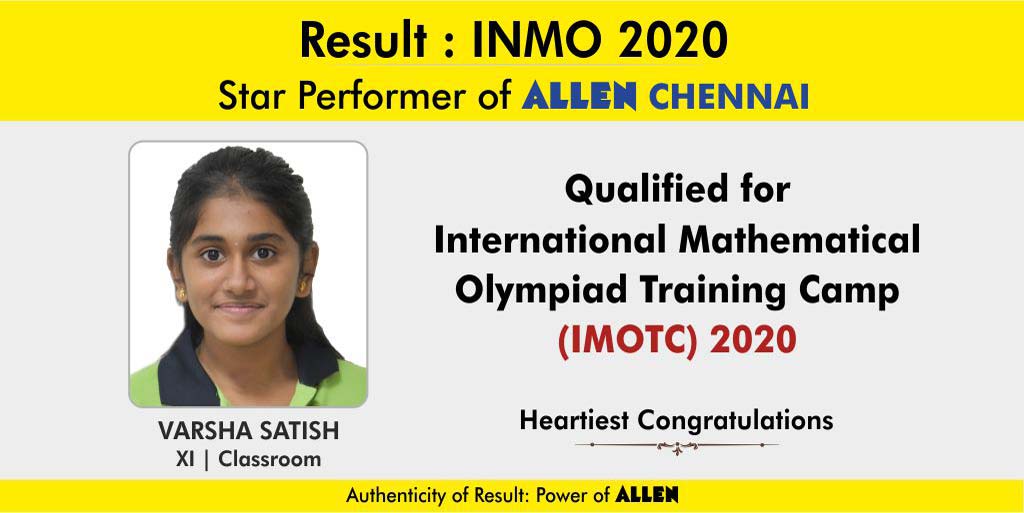 Result : INMO 2020
Star Performer of ALLEN CHENNAI
Qualified for
International Mathematical
Olympiad Training Camp
(IMOTC) 2020
Heartiest Congratulations
VARSHA SATISH
XI | Classroom
Authenticity of Result: Power of ALLEN